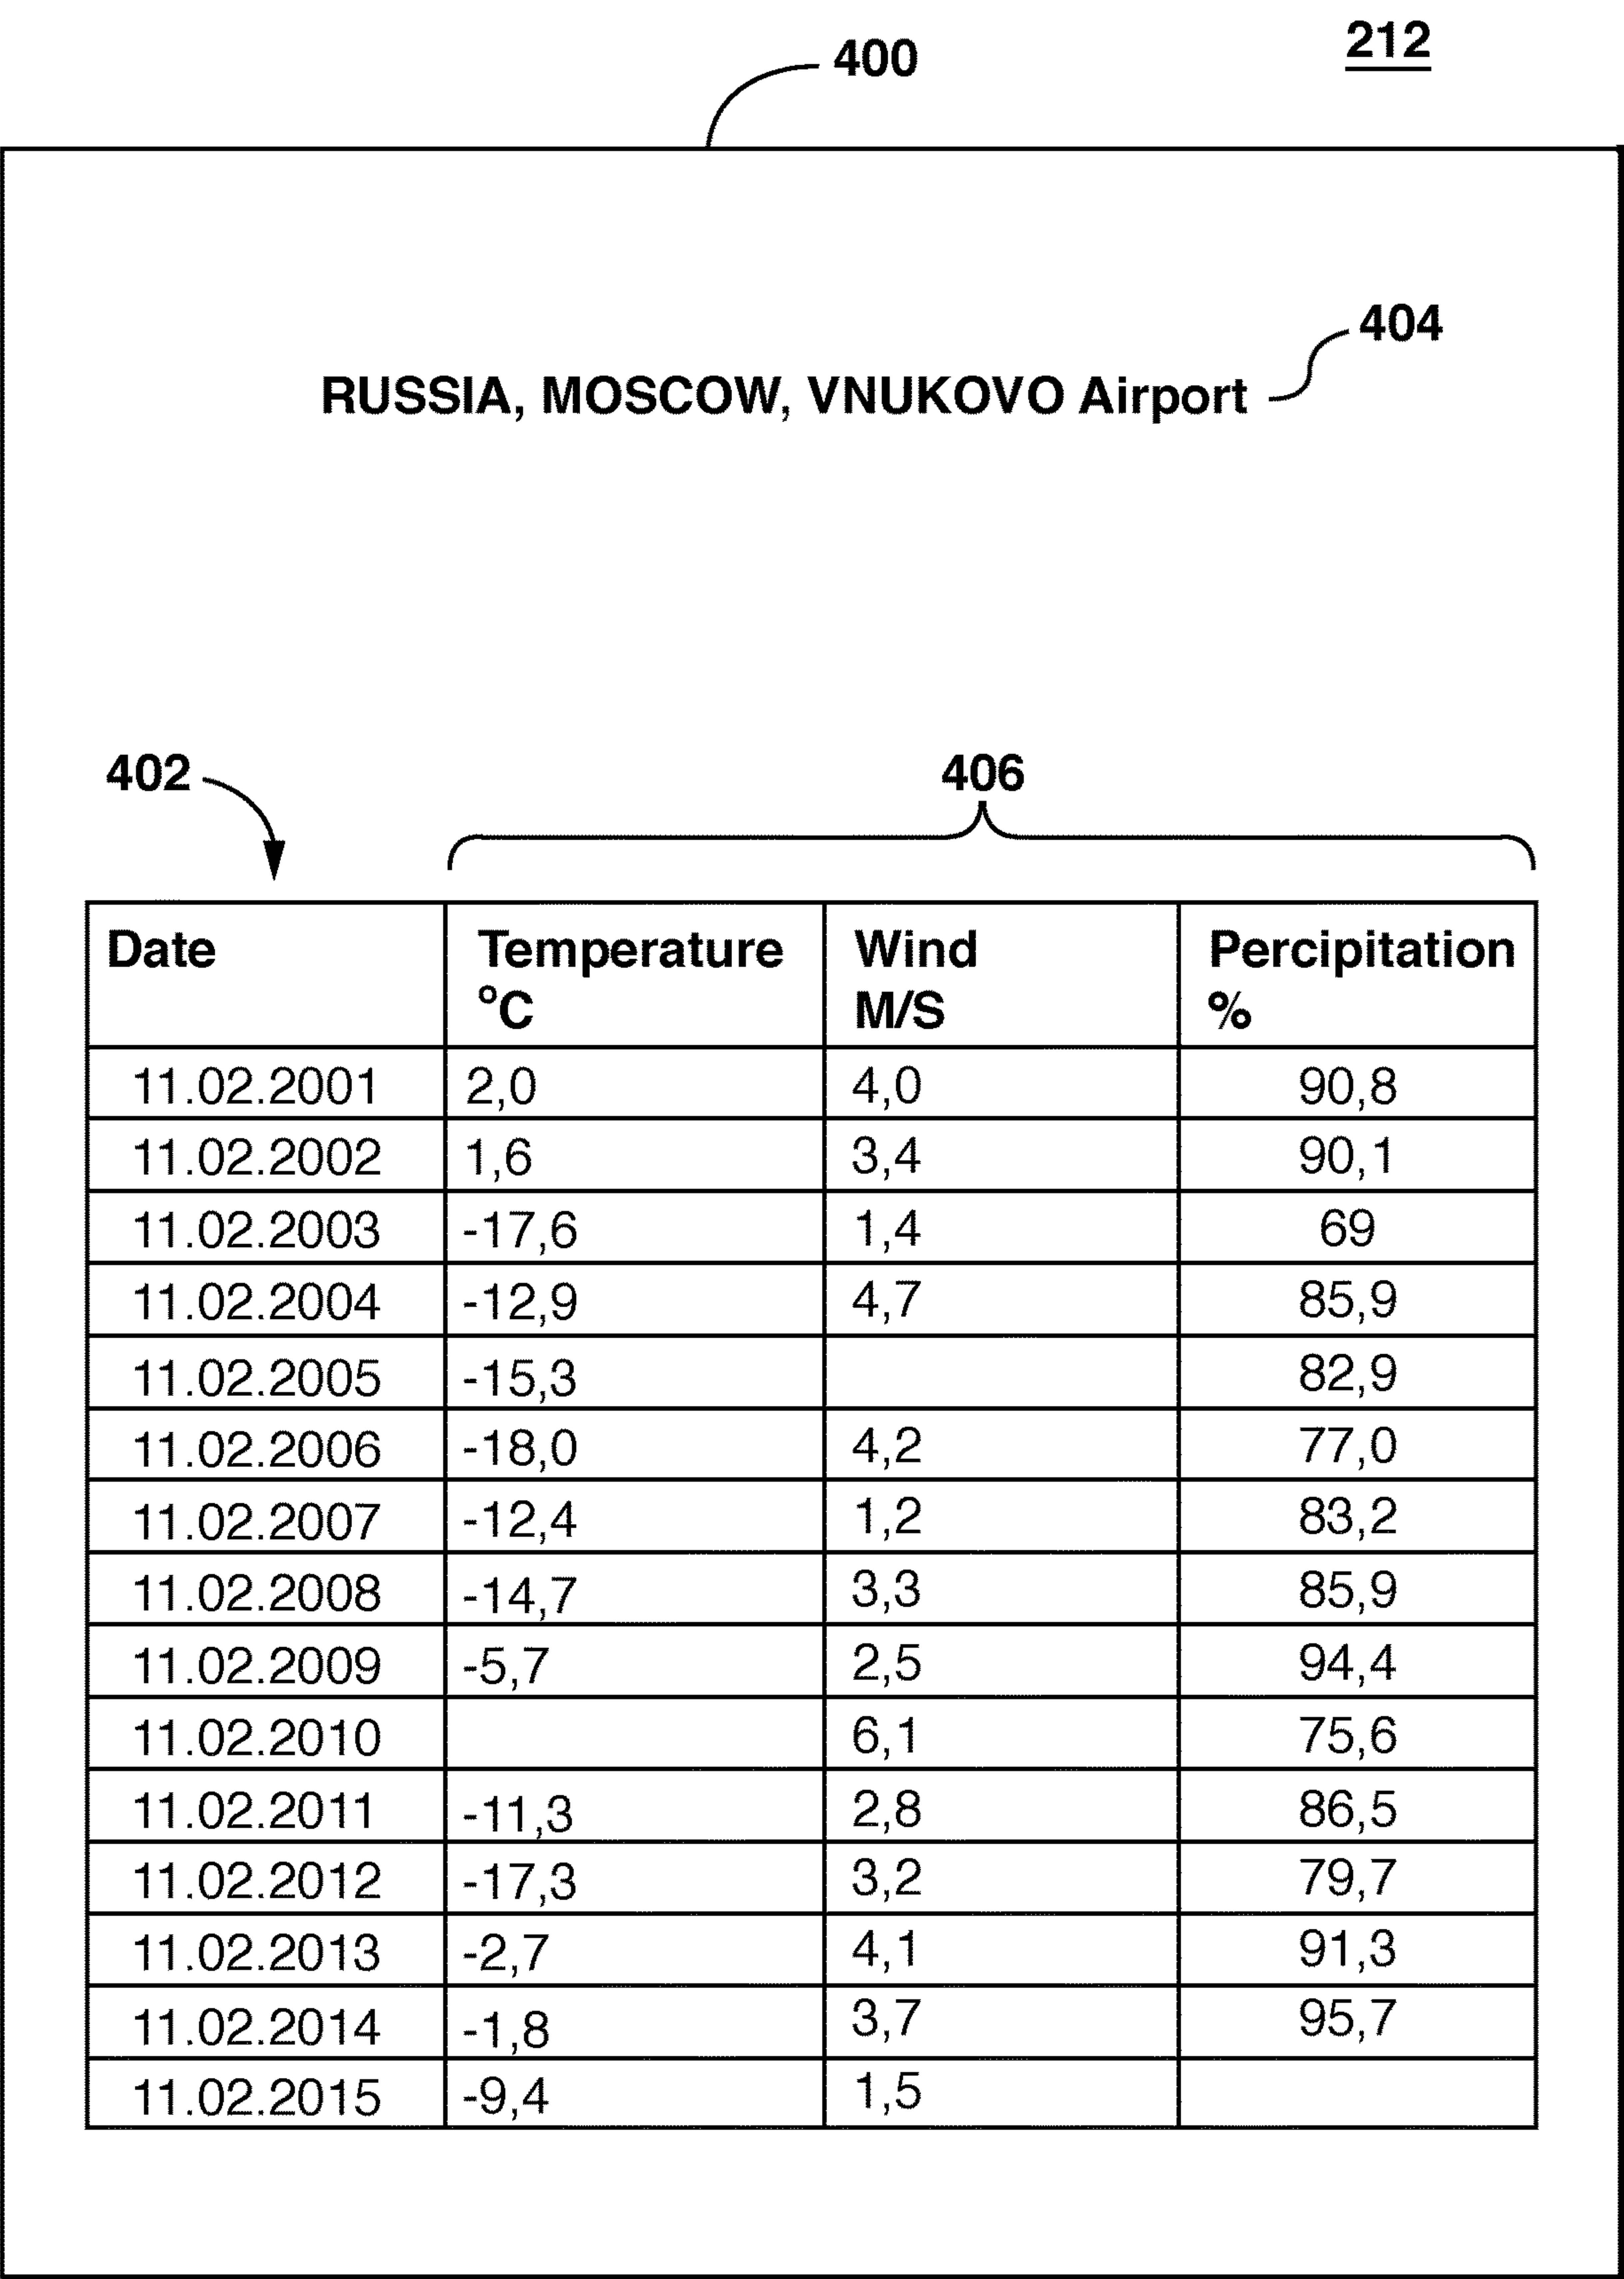 212
400
404
RUSSIA, MOSCOW, VNUKOVO Airport
402
406
Date Temperature °C Wind M/S Percipitation %
11.02.2001 2,0 4,0 90,8
11.02.2002 1,6 3,4 90,1
11.02.2003 -17,6 1,4 69
11.02.2004 -12,9 4,7 85,9
11.02.2005 -15,3 82,9
11.02.2006 -18,0 4,2 77,0
11.02.2007 -12,4 1,2 83,2
11.02.2008 -14,7 3,3 85,9
11.02.2009 -5,7 2,5 94,4
11.02.2010 6,1 75,6
11.02.2011 -11,3 2,8 86,5
11.02.2012 -17,3 3,2 79,7
11.02.2013 -2,7 4,1 91,3
11.02.2014 -1,8 3,7 95,7
11.02.2015 -9,4 1,5